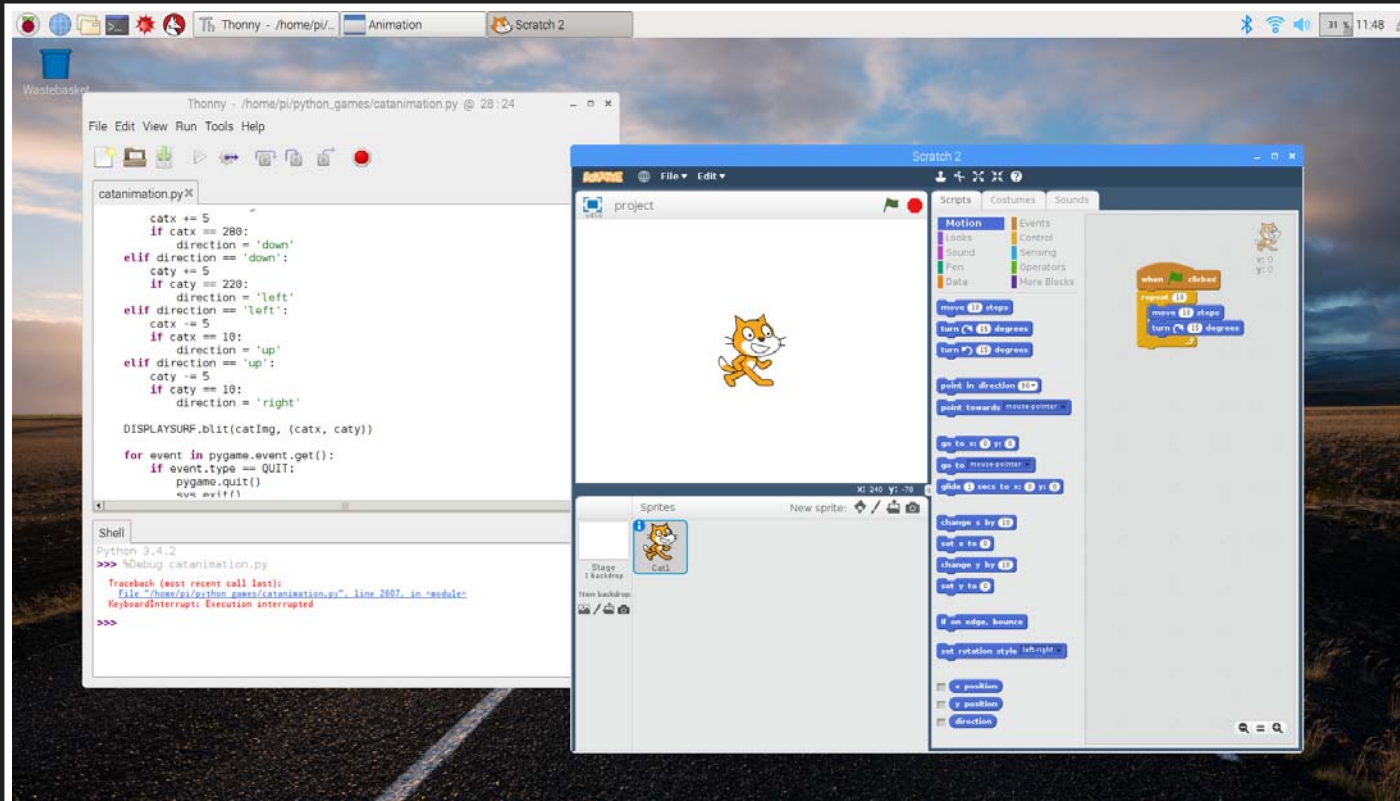 Thonny - /home/pi/...
Animation
Scratch 2
31 %
11:48
Wastebasket
Thonny - /home/pi/python_games/catanimation.py @ 28:24
File Edit View Run Tools Help
catanimation.py
catx += 5
if catx == 280:
direction = 'down'
elif direction == 'down':
caty += 5
if caty == 220:
direction = 'left'
elif direction == 'left':
catx -= 5
if catx == 10:
direction = 'up'
elif direction == 'up':
caty -= 5
if caty == 10:
direction = 'right'
DISPLAYSURF.blit(catImg, (catx, caty))
for event in pygame.event.get():
if event.type == QUIT:
pygame.quit()
sys.exit()
Shell
Python 3.4.2
>>> %Debug catanimation.py
Traceback (most recent call last):
File "/home/pi/python_games/catanimation.py", line 2607, in <module>
KeyboardInterrupt: Execution interrupted
>>>
Scratch 2
SCRATCH File Edit
project
x: 240 y: -78
Sprites
New sprite:
Stage
1 backdrop
New backdrop:
Cat1
Scripts Costumes Sounds
Motion Events
Looks Control
Sound Sensing
Pen Operators
Data More Blocks
move 10 steps
turn 15 degrees
turn 15 degrees
point in direction 90
point towards mouse-pointer
go to x: 0 y: 0
go to mouse-pointer
glide 1 secs to x: 0 y: 0
change x by 10
set x to 0
change y by 10
set y to 0
if on edge, bounce
set rotation style left-right
x position
y position
direction
x: 0
y: 0
when clicked
repeat 10
move 10 steps
turn 15 degrees